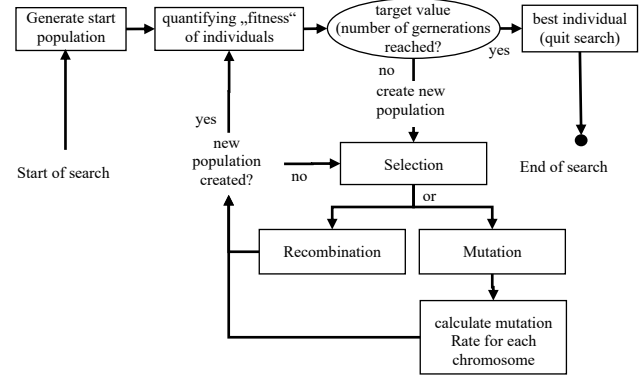 Generate start
population
quantifying „fitness“
of individuals
target value
(number of gernerations
reached?
yes
best individual
(quit search)
no
create new
population
yes
new
population
created?
no
Selection
Start of search
End of search
or
Recombination
Mutation
calculate mutation
Rate for each
chromosome